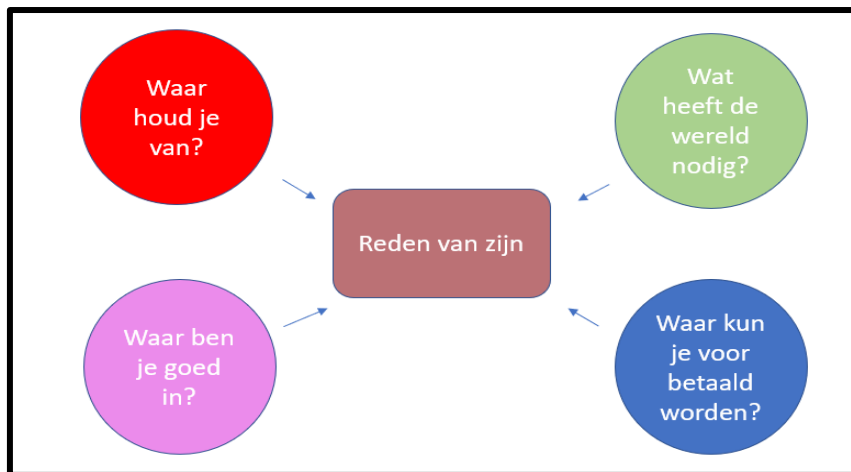 Waar
houd je
van?
Wat
heeft de
wereld
nodig?
Reden van zijn
Waar ben
je goed
in?
Waar kun
je voor
betaald
worden?